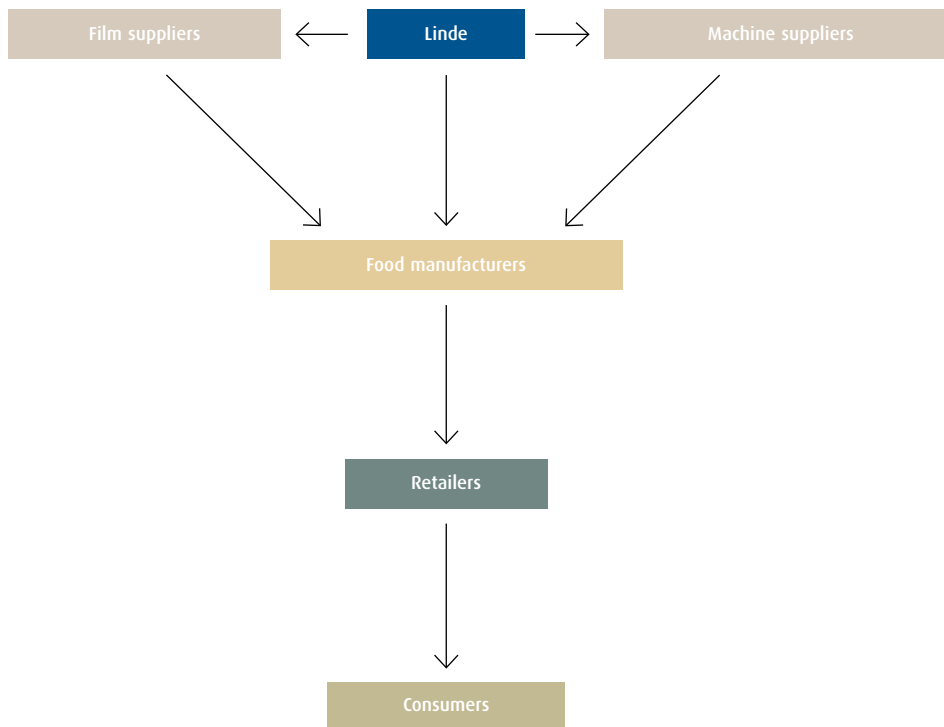 Film suppliers
Linde
Machine suppliers
Food manufacturers
Retailers
Consumers